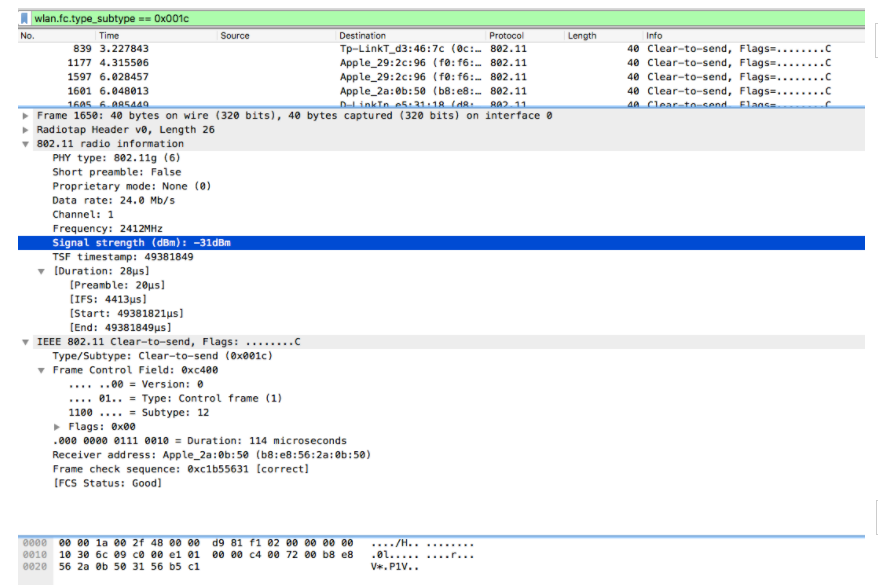 wlan.fc.type_subtype == 0x001c
No. Time Source Destination Protocol Length Info
839 3.227843 Tp-LinkT_d3:46:7c (0c:… 802.11 40 Clear-to-send, Flags=........C
1177 4.315506 Apple_29:2c:96 (f0:f6:… 802.11 40 Clear-to-send, Flags=........C
1597 6.028457 Apple_29:2c:96 (f0:f6:… 802.11 40 Clear-to-send, Flags=........C
1601 6.048013 Apple_2a:0b:50 (b8:e8:… 802.11 40 Clear-to-send, Flags=........C
1605 6.085449 D-LinkIn_e5:31:18 (d8: 802.11 40 Clear-to-send, Flags=........C
Frame 1650: 40 bytes on wire (320 bits), 40 bytes captured (320 bits) on interface 0
Radiotap Header v0, Length 26
802.11 radio information
PHY type: 802.11g (6)
Short preamble: False
Proprietary mode: None (0)
Data rate: 24.0 Mb/s
Channel: 1
Frequency: 2412MHz
Signal strength (dBm): -31dBm
TSF timestamp: 49381849
[Duration: 28µs]
[Preamble: 20µs]
[IFS: 4413µs]
[Start: 49381821µs]
[End: 49381849µs]
IEEE 802.11 Clear-to-send, Flags: ........C
Type/Subtype: Clear-to-send (0x001c)
Frame Control Field: 0xc400
.... ..00 = Version: 0
.... 01.. = Type: Control frame (1)
1100 .... = Subtype: 12
Flags: 0x00
.000 0000 0111 0010 = Duration: 114 microseconds
Receiver address: Apple_2a:0b:50 (b8:e8:56:2a:0b:50)
Frame check sequence: 0xc1b55631 [correct]
[FCS Status: Good]
0000 00 00 1a 00 2f 48 00 00 d9 81 f1 02 00 00 00 00 ..../H.. ........
0010 10 30 6c 09 c0 00 e1 01 00 00 c4 00 72 00 b8 e8 .0l..... ....r...
0020 56 2a 0b 50 31 56 b5 c1 V*.P1V..